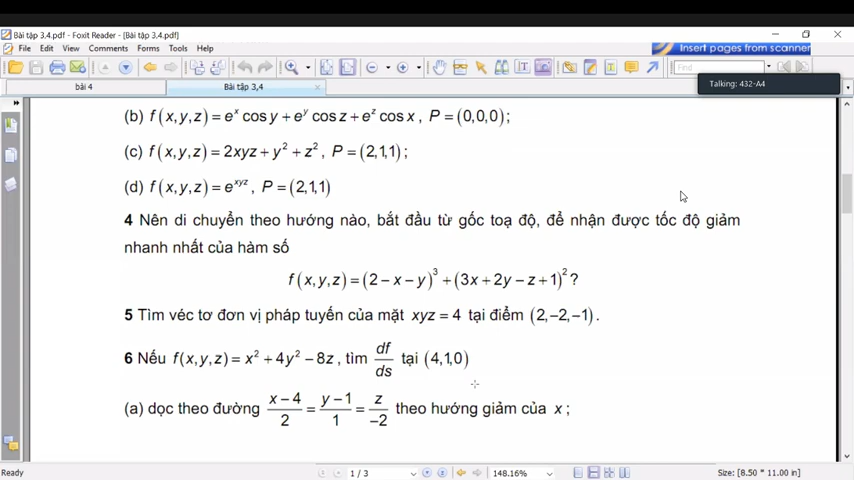 Bài tập 3,4.pdf - Foxit Reader - [Bài tập 3,4.pdf]
File Edit View Comments Forms Tools Help
Insert pages from scanner
Find
Talking: 432-A4
bài 4 Bài tập 3,4
(b) f(x,y,z) = e^x cos y + e^y cos z + e^z cos x, P = (0,0,0);
(c) f(x,y,z) = 2xyz + y² + z², P = (2,1,1);
(d) f(x,y,z) = e^{xyz}, P = (2,1,1)
4 Nên di chuyển theo hướng nào, bắt đầu từ gốc toạ độ, để nhận được tốc độ giảm
nhanh nhất của hàm số
f(x,y,z) = (2 − x − y)³ + (3x + 2y − z + 1)² ?
5 Tìm véc tơ đơn vị pháp tuyến của mặt xyz = 4 tại điểm (2,−2,−1).
6 Nếu f(x,y,z) = x² + 4y² − 8z, tìm df/ds tại (4,1,0)
(a) dọc theo đường (x − 4)/2 = (y − 1)/1 = z/−2 theo hướng giảm của x;
Ready 1 / 3 148.16% Size: [8.50 * 11.00 in]